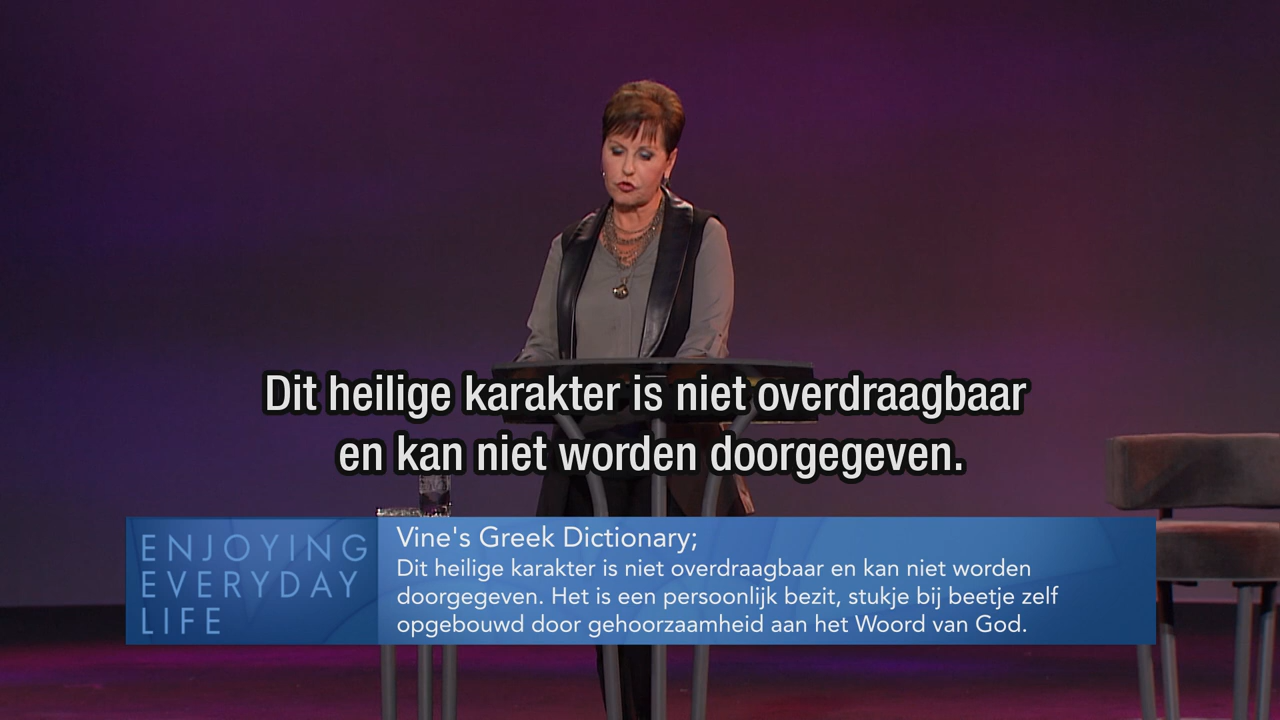 Dit heilige karakter is niet overdraagbaar
en kan niet worden doorgegeven.
ENJOYING
EVERYDAY
LIFE
Vine's Greek Dictionary;
Dit heilige karakter is niet overdraagbaar en kan niet worden
doorgegeven. Het is een persoonlijk bezit, stukje bij beetje zelf
opgebouwd door gehoorzaamheid aan het Woord van God.